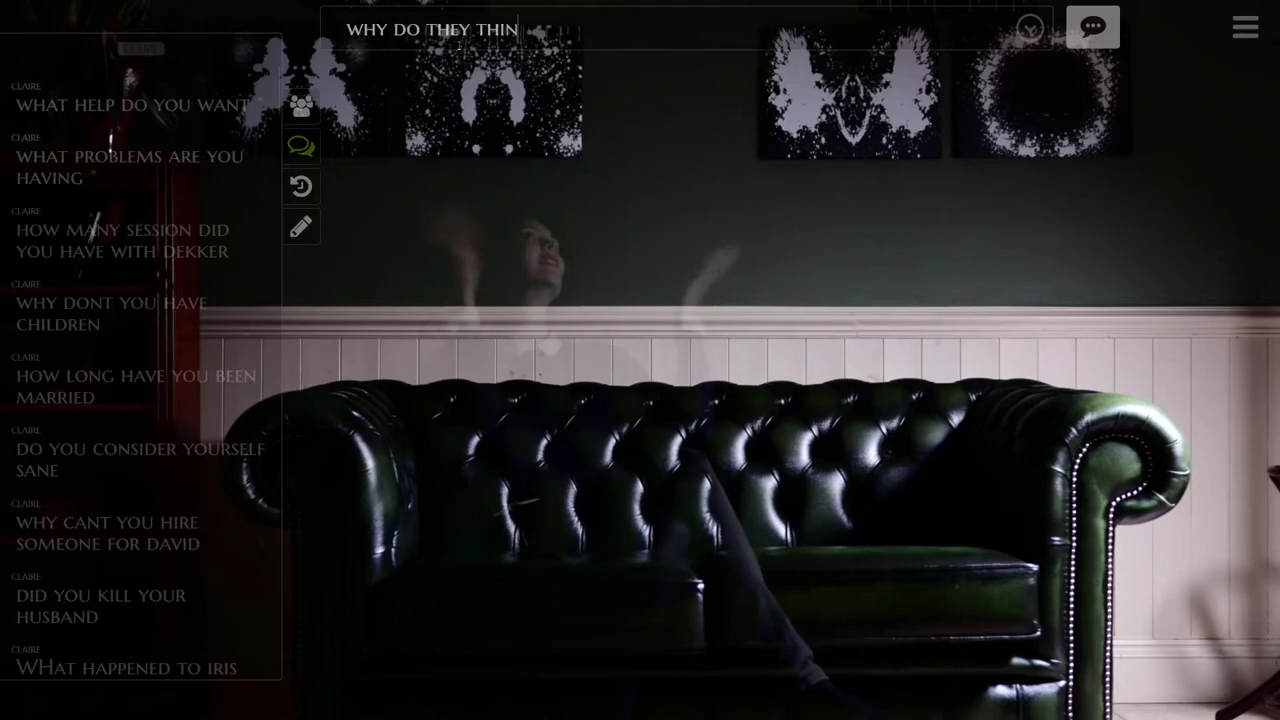 WHY DO THEY THIN
CLAIRE
CLAIRE
WHAT HELP DO YOU WANT *
CLAIRE
WHAT PROBLEMS ARE YOU
HAVING *
CLAIRE
HOW MANY SESSION DID
YOU HAVE WITH DEKKER
CLAIRE
WHY DONT YOU HAVE
CHILDREN
CLAIRE
HOW LONG HAVE YOU BEEN
MARRIED
CLAIRE
DO YOU CONSIDER YOURSELF
SANE
CLAIRE
WHY CANT YOU HIRE
SOMEONE FOR DAVID
CLAIRE
DID YOU KILL YOUR
HUSBAND
CLAIRE
WHAT HAPPENED TO IRIS